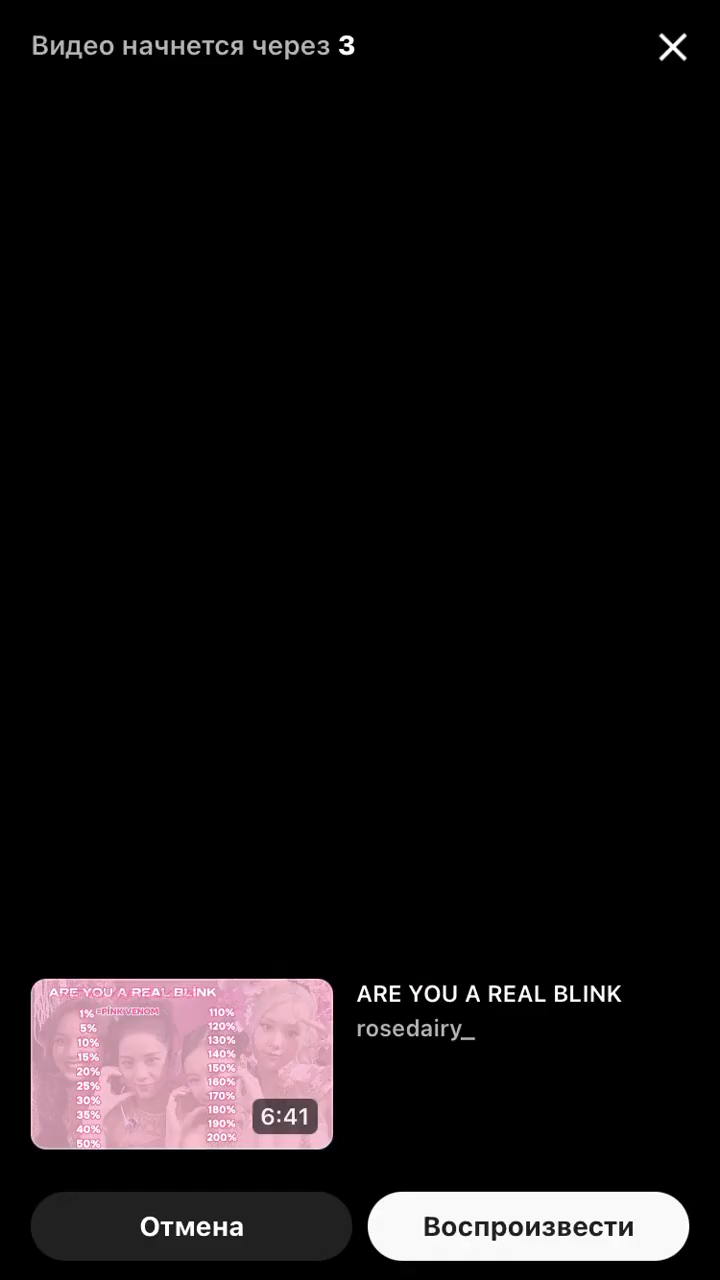 Видео начнется через 3
ARE YOU A REAL BLINK
1% =PINK VENOM
5%
10%
15%
20%
25%
30%
35%
40%
50%
110%
120%
130%
140%
150%
160%
170%
180%
190%
200%
6:41
ARE YOU A REAL BLINK
rosedairy_
Отмена
Воспроизвести